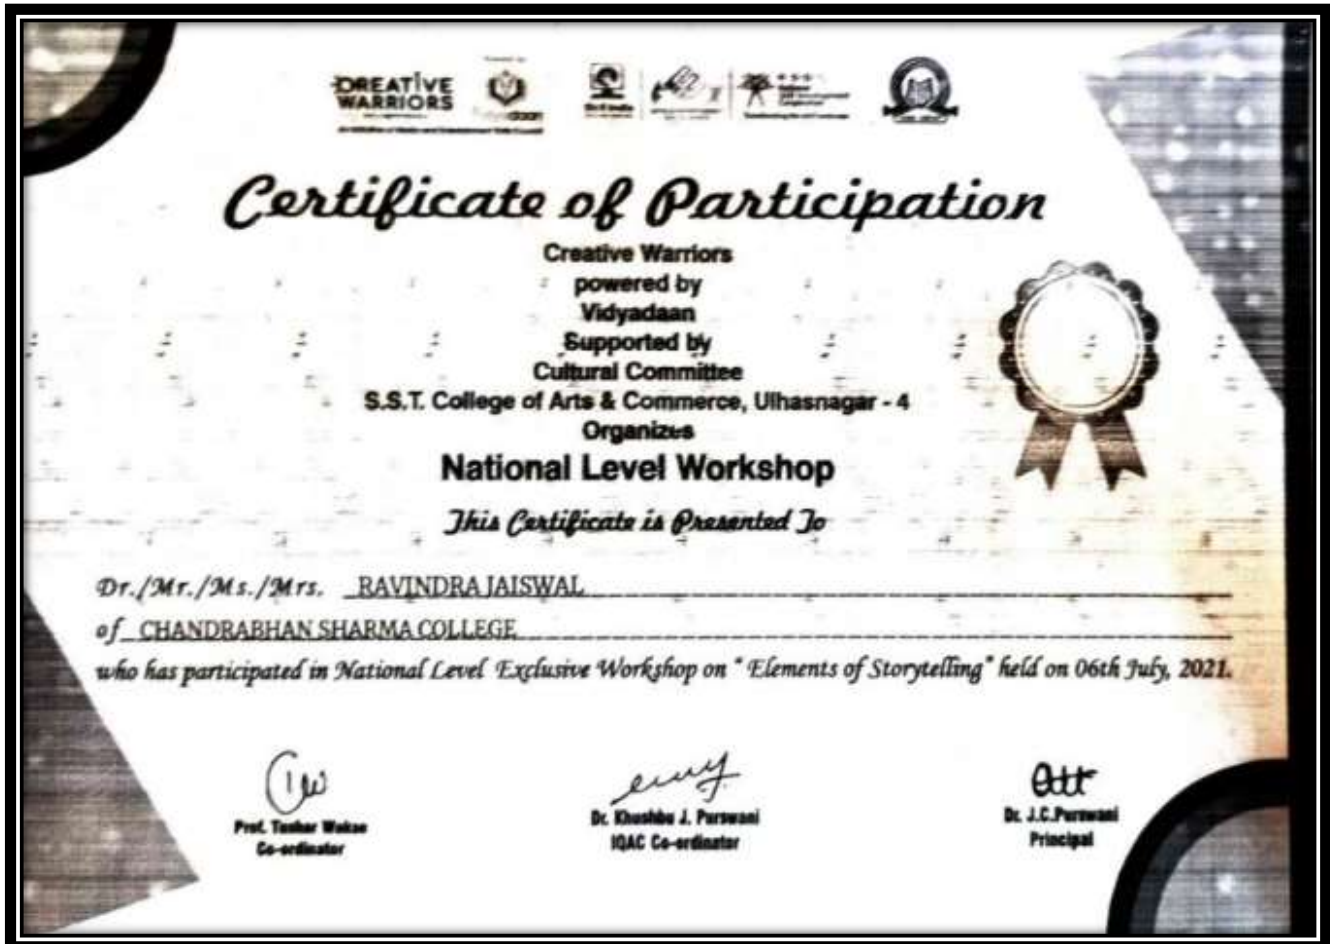 CREATIVE
WARRIORS
Certificate of Participation
Creative Warriors
powered by
Vidyadaan
Supported by
Cultural Committee
S.S.T. College of Arts & Commerce, Ulhasnagar - 4
Organizes
National Level Workshop
This Certificate is Presented To
Dr./Mr./Ms./Mrs. RAVINDRA JAISWAL
of CHANDRABHAN SHARMA COLLEGE
who has participated in National Level Exclusive Workshop on " Elements of Storytelling" held on 06th July, 2021.
Prof. Tushar Wakse Dr. Khushbu J. Purswani Dr. J.C.Purswani
Co-ordinator IQAC Co-ordinator Principal